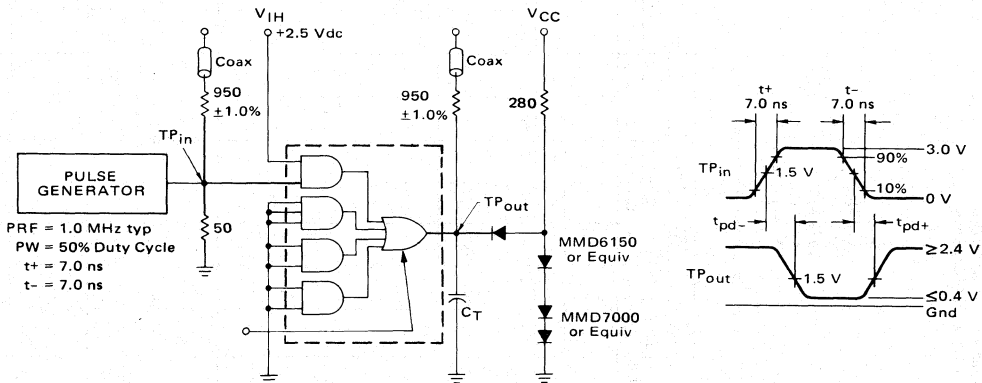 VIH
+2.5 Vdc
VCC
Coax
950
±1.0%
Coax
950
±1.0%
280
TPin
PULSE
GENERATOR
50
PRF = 1.0 MHz typ
PW = 50% Duty Cycle
t+ = 7.0 ns
t− = 7.0 ns
TPout
CT
MMD6150
or Equiv
MMD7000
or Equiv
t+
7.0 ns
t−
7.0 ns
TPin
1.5 V
3.0 V
90%
10%
0 V
tpd−
tpd+
TPout
1.5 V
≥2.4 V
≤0.4 V
Gnd